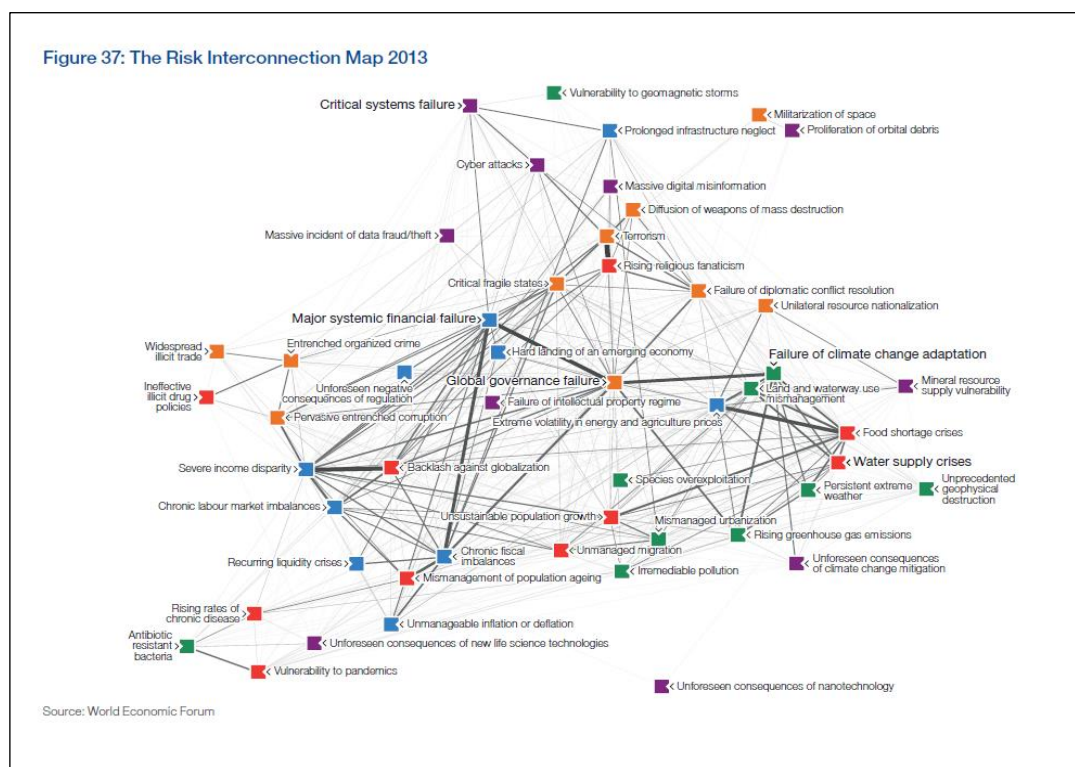 Figure 37: The Risk Interconnection Map 2013
Critical systems failure
Vulnerability to geomagnetic storms
Militarization of space
Prolonged infrastructure neglect
Proliferation of orbital debris
Cyber attacks
Massive digital misinformation
Diffusion of weapons of mass destruction
Massive incident of data fraud/theft
Terrorism
Rising religious fanaticism
Critical fragile states
Failure of diplomatic conflict resolution
Unilateral resource nationalization
Major systemic financial failure
Widespread
illicit trade
Entrenched organized crime
Hard landing of an emerging economy
Failure of climate change adaptation
Ineffective
illicit drug
policies
Unforeseen negative
consequences of regulation
Global governance failure
Land and waterway use
mismanagement
Mineral resource
supply vulnerability
Failure of intellectual property regime
Pervasive entrenched corruption
Extreme volatility in energy and agriculture prices
Food shortage crises
Severe income disparity
Backlash against globalization
Water supply crises
Species overexploitation
Persistent extreme
weather
Unprecedented
geophysical
destruction
Chronic labour market imbalances
Unsustainable population growth
Mismanaged urbanization
Rising greenhouse gas emissions
Recurring liquidity crises
Chronic fiscal
imbalances
Unmanaged migration
Unforeseen consequences
of climate change mitigation
Mismanagement of population ageing
Irremediable pollution
Rising rates of
chronic disease
Unmanageable inflation or deflation
Antibiotic
resistant
bacteria
Unforeseen consequences of new life science technologies
Vulnerability to pandemics
Unforeseen consequences of nanotechnology
Source: World Economic Forum